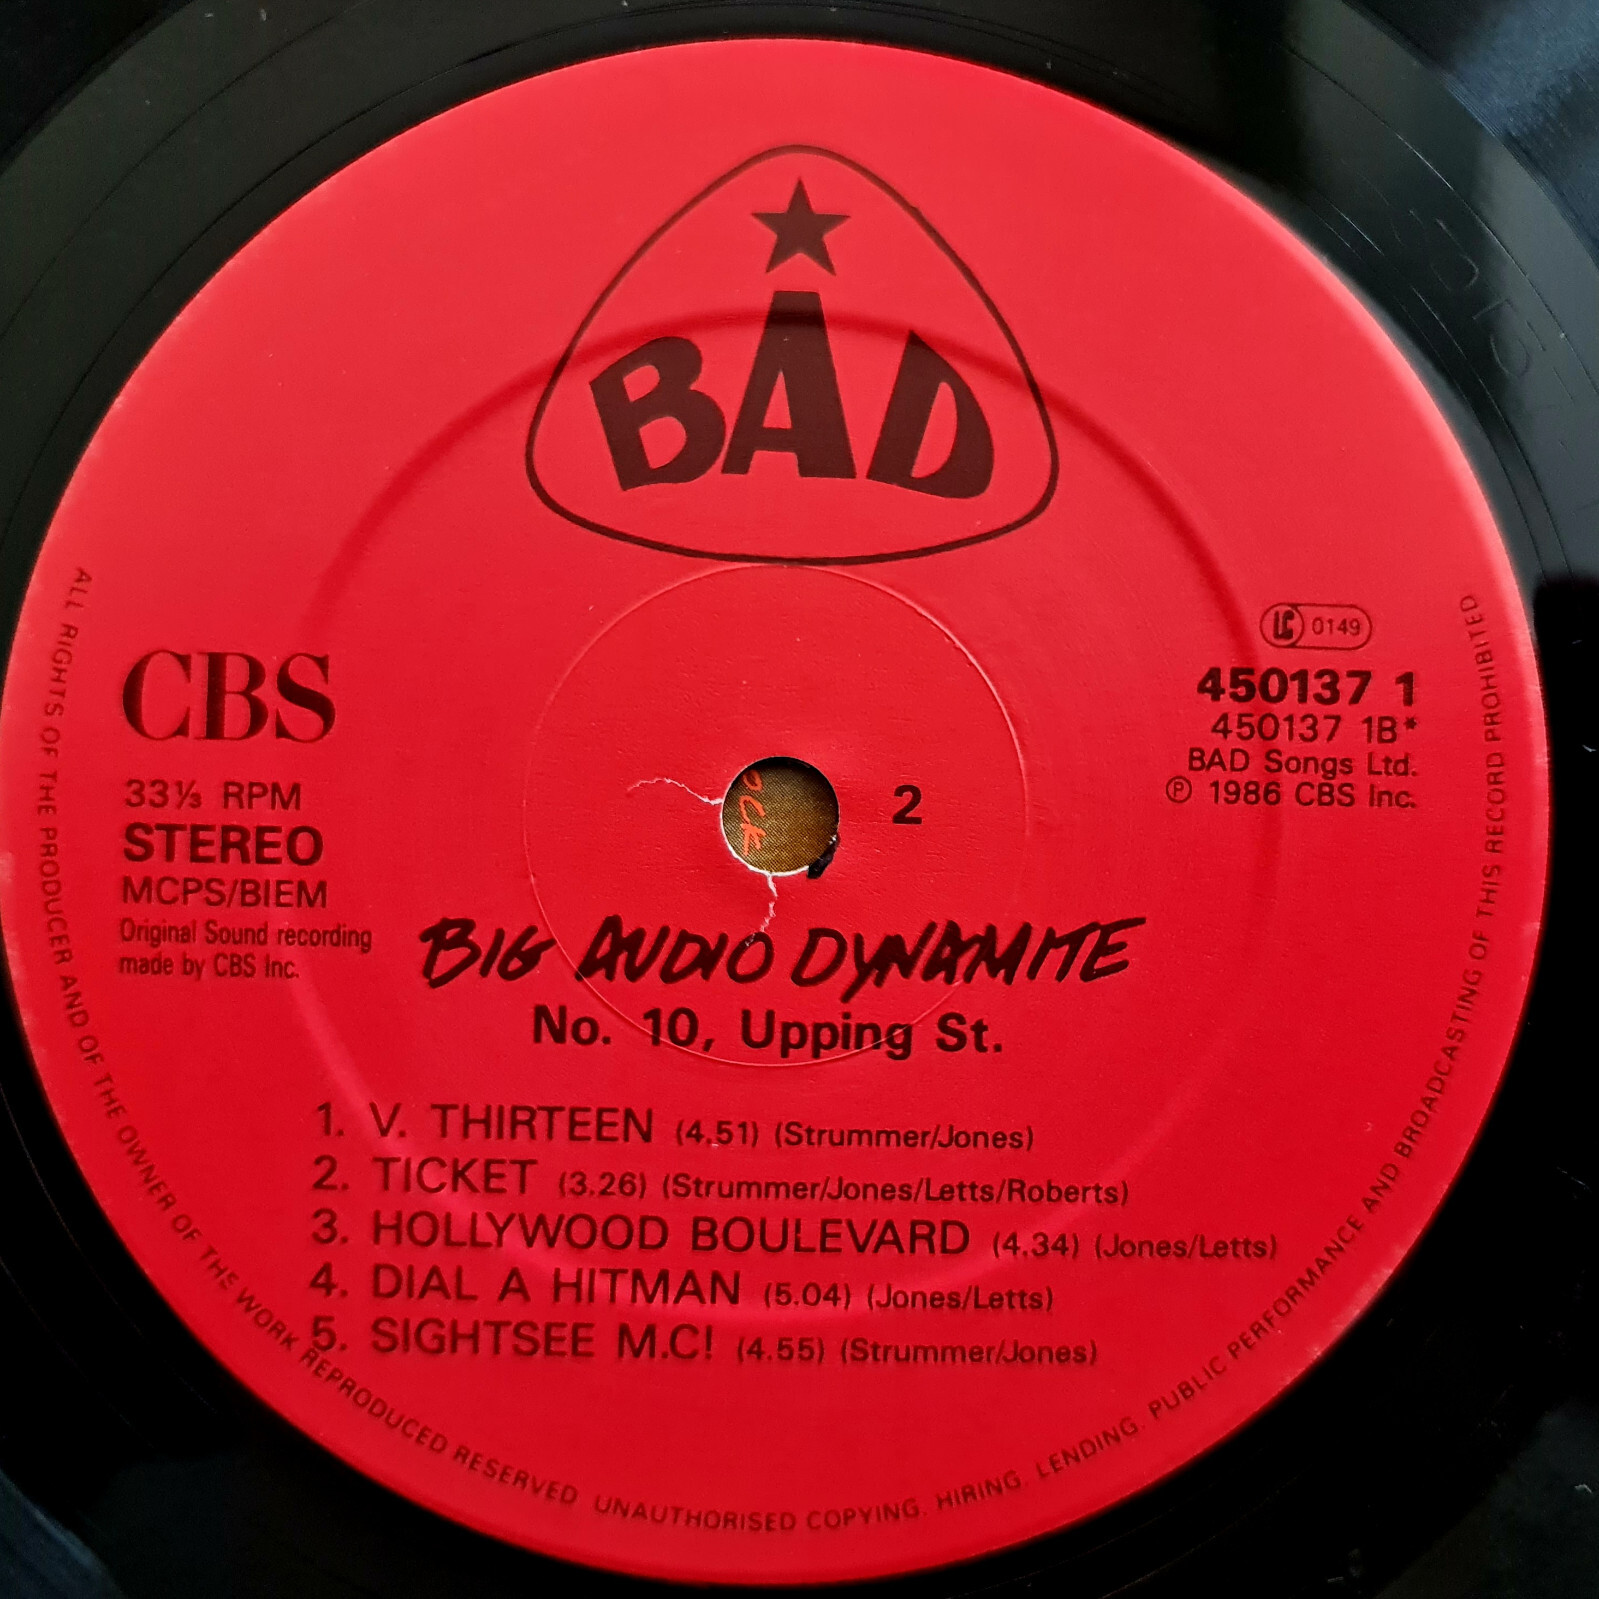 BAD
CBS
33⅓ RPM
STEREO
MCPS/BIEM
Original Sound recording
made by CBS Inc.
LC 0149
450137 1
450137 1B*
BAD Songs Ltd.
℗ 1986 CBS Inc.
2
BIG AUDIO DYNAMITE
No. 10, Upping St.
1. V. THIRTEEN (4.51) (Strummer/Jones)
2. TICKET (3.26) (Strummer/Jones/Letts/Roberts)
3. HOLLYWOOD BOULEVARD (4.34) (Jones/Letts)
4. DIAL A HITMAN (5.04) (Jones/Letts)
5. SIGHTSEE M.C! (4.55) (Strummer/Jones)
ALL RIGHTS OF THE PRODUCER AND OF THE OWNER OF THE WORK REPRODUCED RESERVED UNAUTHORISED COPYING. HIRING. LENDING. PUBLIC PERFORMANCE AND BROADCASTING OF THIS RECORD PROHIBITED